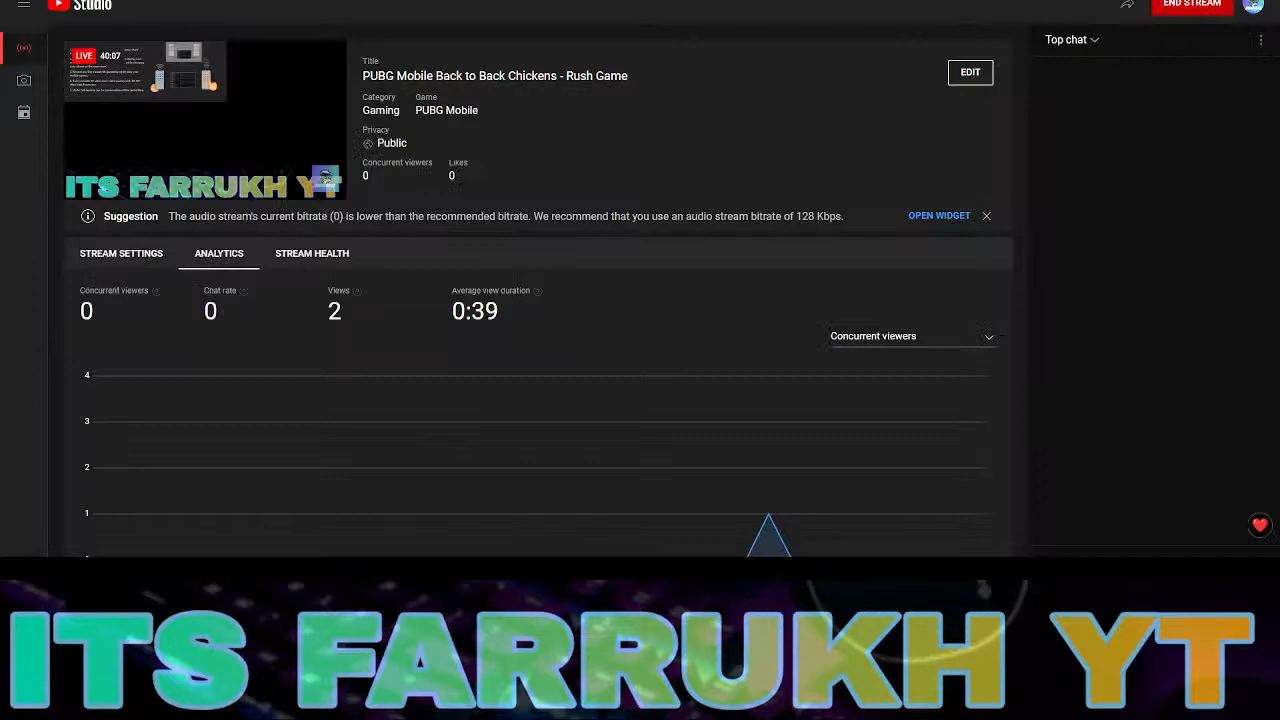 Studio
END STREAM
LIVE 40:07
ITS FARRUKH YT
Title
PUBG Mobile Back to Back Chickens - Rush Game
EDIT
Category Game
Gaming PUBG Mobile
Privacy
Public
Concurrent viewers Likes
0 0
Top chat
Suggestion The audio stream's current bitrate (0) is lower than the recommended bitrate. We recommend that you use an audio stream bitrate of 128 Kbps. OPEN WIDGET
STREAM SETTINGS ANALYTICS STREAM HEALTH
Concurrent viewers Chat rate Views Average view duration
0 0 2 0:39
Concurrent viewers
4
3
2
1
ITS FARRUKH YT